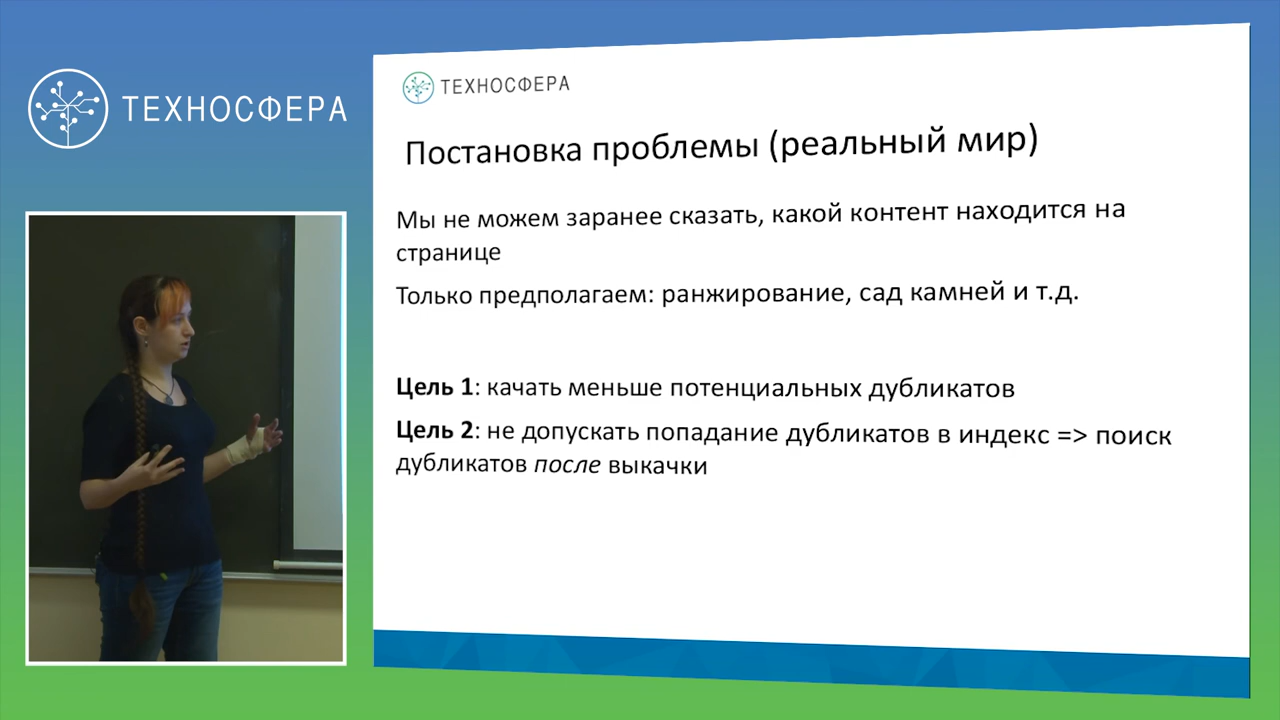 ТЕХНОСФЕРА
ТЕХНОСФЕРА
Постановка проблемы (реальный мир)
Мы не можем заранее сказать, какой контент находится на
странице
Только предполагаем: ранжирование, сад камней и т.д.
Цель 1: качать меньше потенциальных дубликатов
Цель 2: не допускать попадание дубликатов в индекс => поиск
дубликатов после выкачки